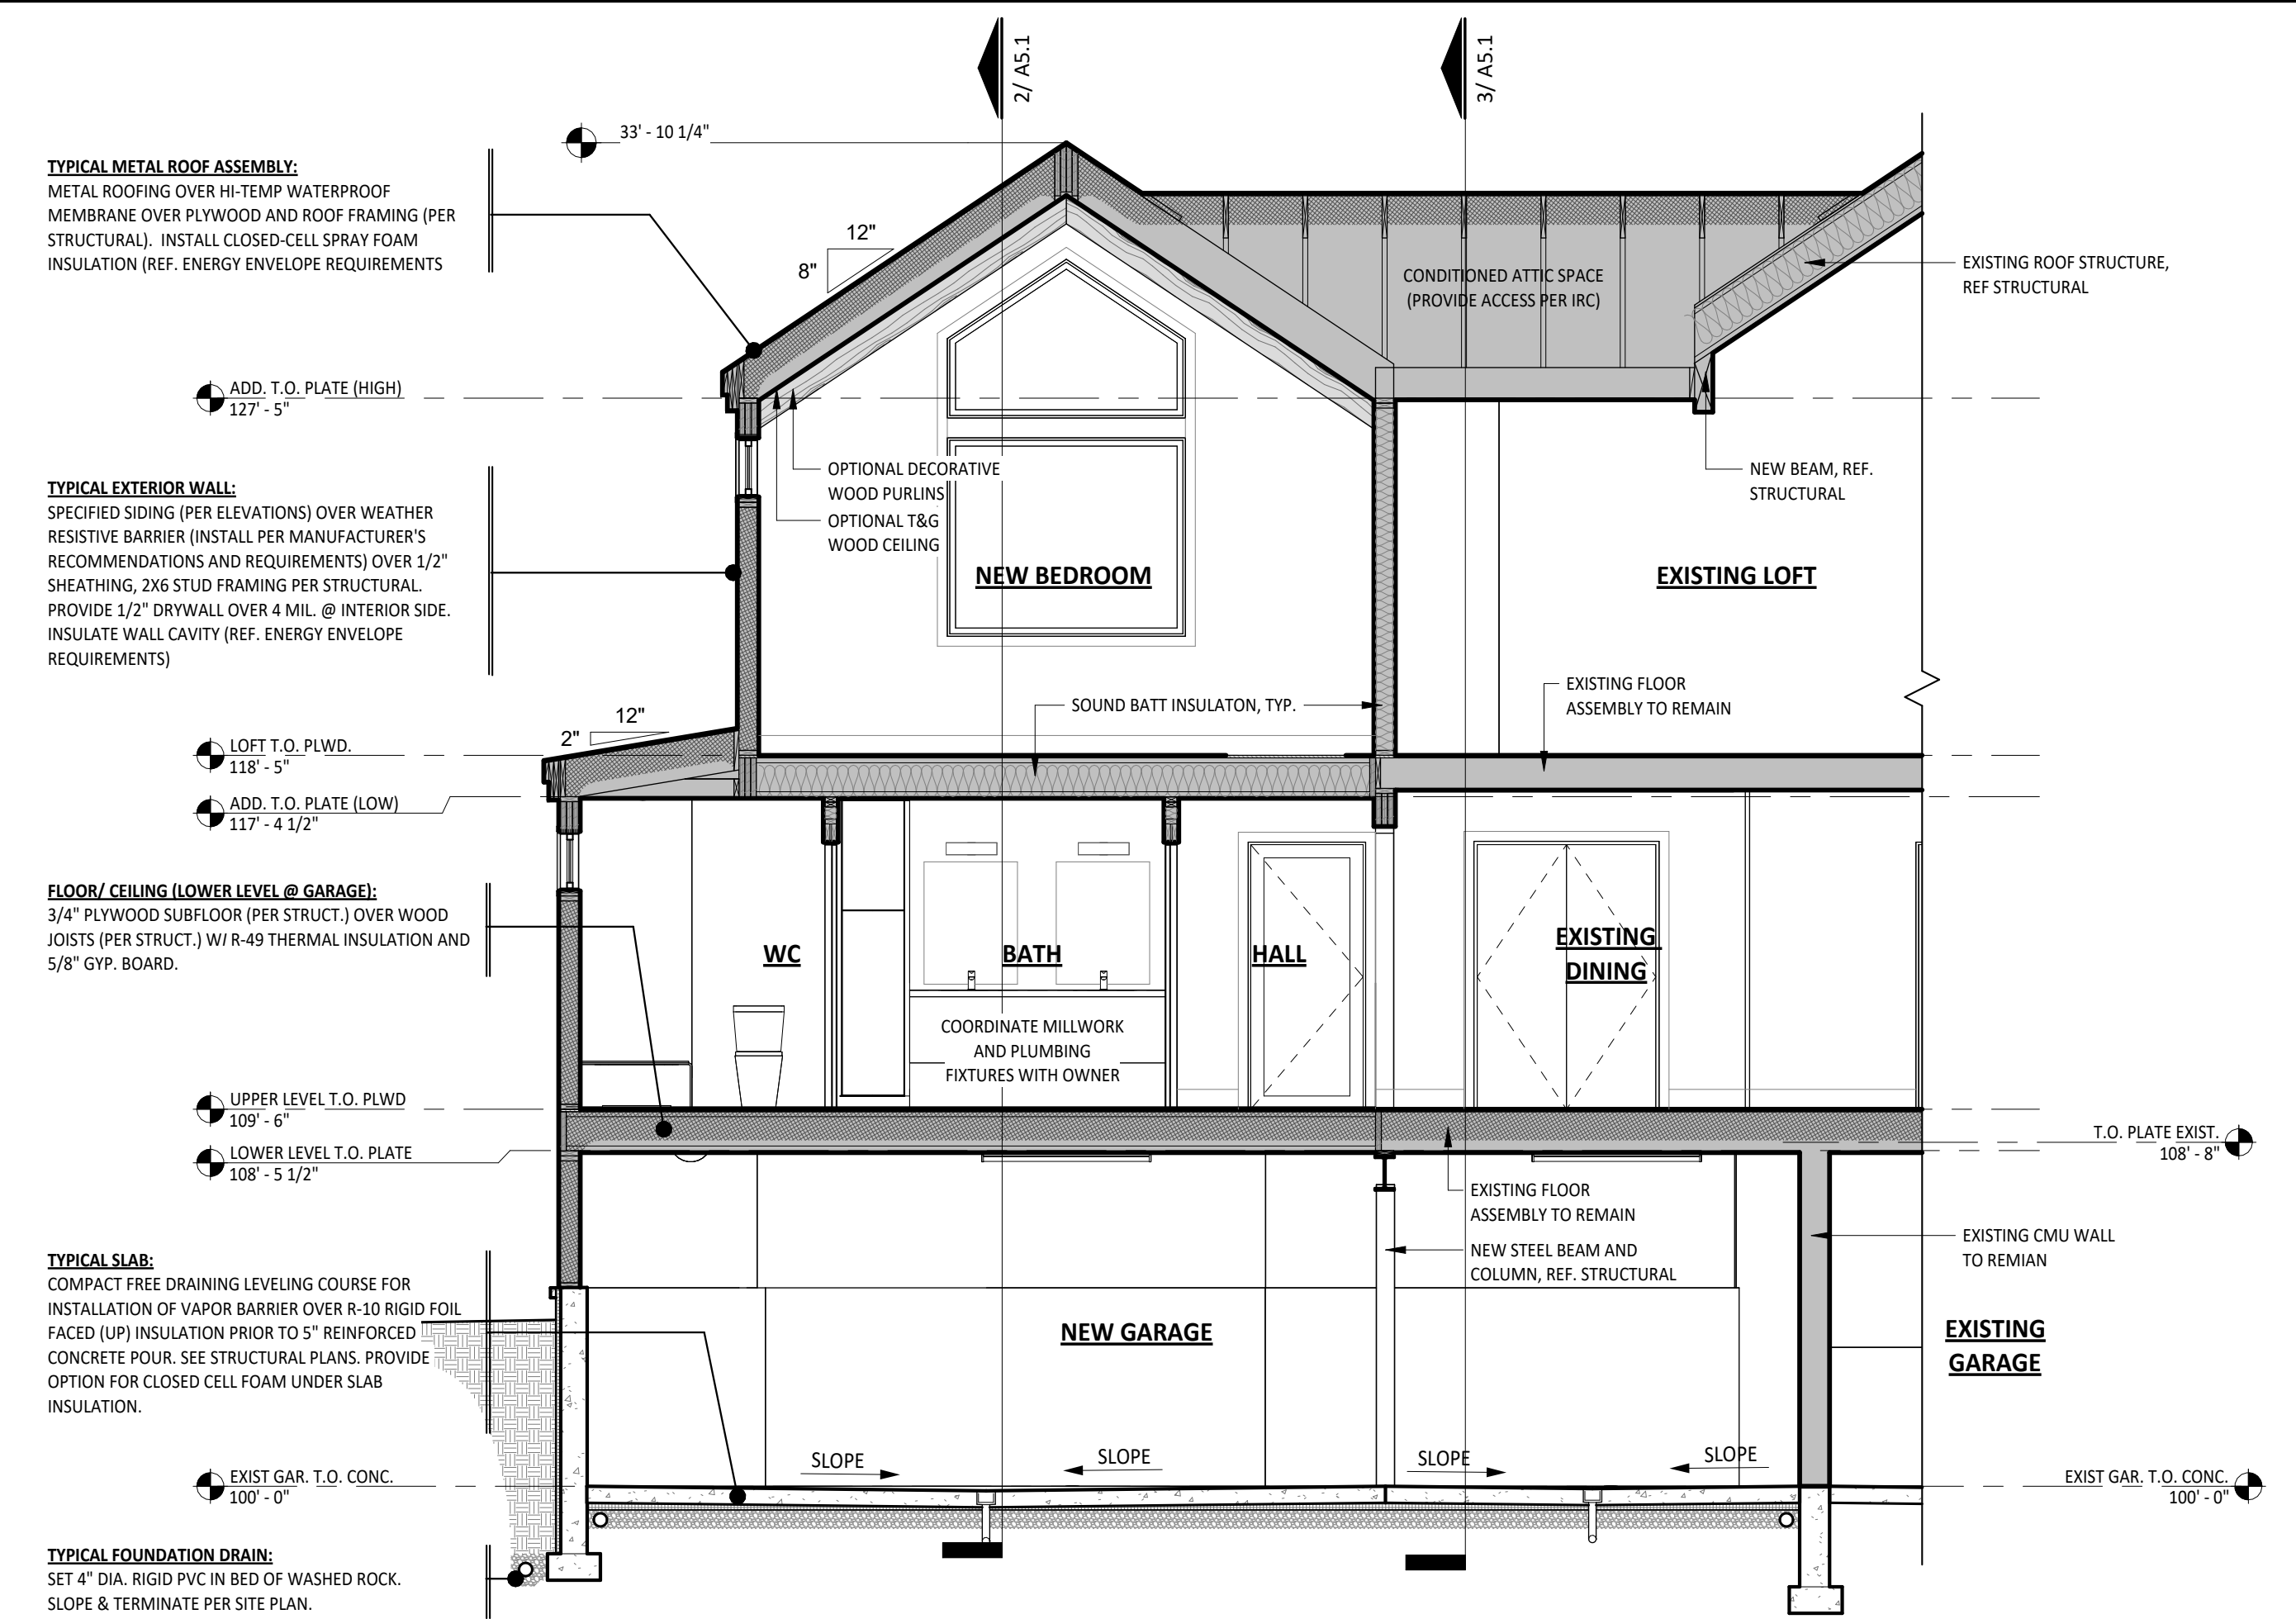 2/ A5.1
3/ A5.1
33' - 10 1/4"
TYPICAL METAL ROOF ASSEMBLY:
METAL ROOFING OVER HI-TEMP WATERPROOF
MEMBRANE OVER PLYWOOD AND ROOF FRAMING (PER
STRUCTURAL). INSTALL CLOSED-CELL SPRAY FOAM
INSULATION (REF. ENERGY ENVELOPE REQUIREMENTS
12"
8"
CONDITIONED ATTIC SPACE
(PROVIDE ACCESS PER IRC)
EXISTING ROOF STRUCTURE,
REF STRUCTURAL
ADD. T.O. PLATE (HIGH)
127' - 5"
OPTIONAL DECORATIVE
WOOD PURLINS
OPTIONAL T&G
WOOD CEILING
NEW BEAM, REF.
STRUCTURAL
TYPICAL EXTERIOR WALL:
SPECIFIED SIDING (PER ELEVATIONS) OVER WEATHER
RESISTIVE BARRIER (INSTALL PER MANUFACTURER'S
RECOMMENDATIONS AND REQUIREMENTS) OVER 1/2"
SHEATHING, 2X6 STUD FRAMING PER STRUCTURAL.
PROVIDE 1/2" DRYWALL OVER 4 MIL. @ INTERIOR SIDE.
INSULATE WALL CAVITY (REF. ENERGY ENVELOPE
REQUIREMENTS)
NEW BEDROOM
EXISTING LOFT
SOUND BATT INSULATON, TYP.
EXISTING FLOOR
ASSEMBLY TO REMAIN
12"
2"
LOFT T.O. PLWD.
118' - 5"
ADD. T.O. PLATE (LOW)
117' - 4 1/2"
FLOOR/ CEILING (LOWER LEVEL @ GARAGE):
3/4" PLYWOOD SUBFLOOR (PER STRUCT.) OVER WOOD
JOISTS (PER STRUCT.) W/ R-49 THERMAL INSULATION AND
5/8" GYP. BOARD.
WC
BATH
HALL
EXISTING
DINING
COORDINATE MILLWORK
AND PLUMBING
FIXTURES WITH OWNER
UPPER LEVEL T.O. PLWD
109' - 6"
LOWER LEVEL T.O. PLATE
108' - 5 1/2"
T.O. PLATE EXIST.
108' - 8"
EXISTING FLOOR
ASSEMBLY TO REMAIN
NEW STEEL BEAM AND
COLUMN, REF. STRUCTURAL
EXISTING CMU WALL
TO REMIAN
TYPICAL SLAB:
COMPACT FREE DRAINING LEVELING COURSE FOR
INSTALLATION OF VAPOR BARRIER OVER R-10 RIGID FOIL
FACED (UP) INSULATION PRIOR TO 5" REINFORCED
CONCRETE POUR. SEE STRUCTURAL PLANS. PROVIDE
OPTION FOR CLOSED CELL FOAM UNDER SLAB
INSULATION.
NEW GARAGE
EXISTING
GARAGE
SLOPE
SLOPE
SLOPE
SLOPE
EXIST GAR. T.O. CONC.
100' - 0"
EXIST GAR. T.O. CONC.
100' - 0"
TYPICAL FOUNDATION DRAIN:
SET 4" DIA. RIGID PVC IN BED OF WASHED ROCK.
SLOPE & TERMINATE PER SITE PLAN.